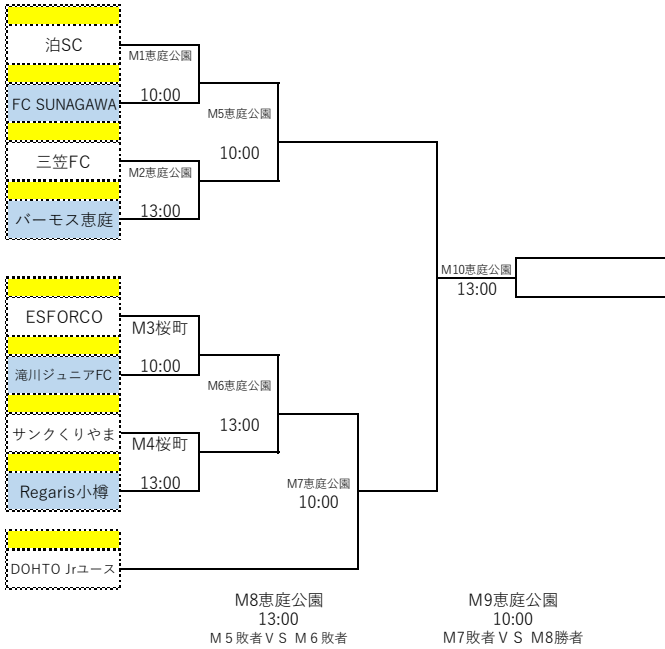 泊SC
M1恵庭公園
10:00
FC SUNAGAWA
M5恵庭公園
10:00
三笠FC
M2恵庭公園
13:00
バーモス恵庭
M10恵庭公園
13:00
ESFORCO
M3桜町
10:00
滝川ジュニアFC
M6恵庭公園
13:00
サンクくりやま
M4桜町
13:00
Regaris小樽
M7恵庭公園
10:00
DOHTO Jrユース
M8恵庭公園
13:00
M５敗者ＶＳ M６敗者
M9恵庭公園
10:00
M7敗者ＶＳ M8勝者